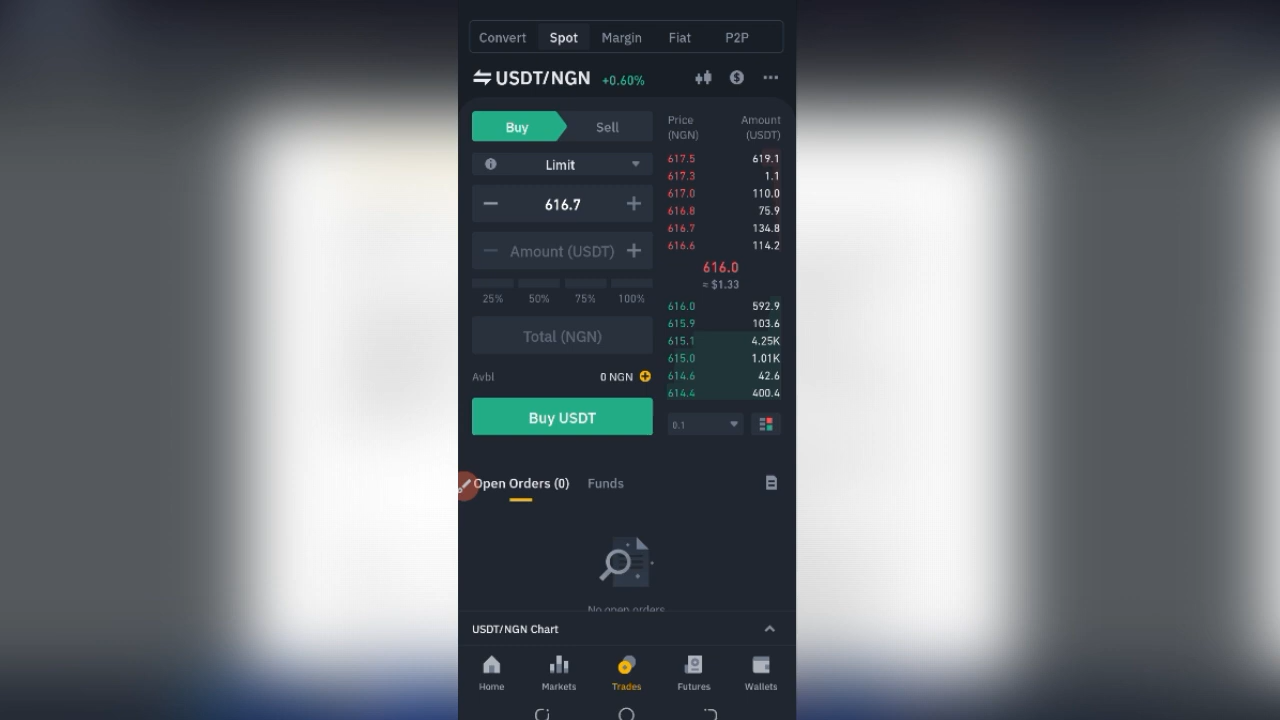 Convert Spot Margin Fiat P2P
USDT/NGN +0.60%
Buy Sell
Limit
616.7
Amount (USDT)
25% 50% 75% 100%
Total (NGN)
Avbl 0 NGN
Buy USDT
Price (NGN) Amount (USDT)
617.5 619.1
617.3 1.1
617.0 110.0
616.8 75.9
616.7 134.8
616.6 114.2
616.0
≈ $1.33
616.0 592.9
615.9 103.6
615.1 4.25K
615.0 1.01K
614.6 42.6
614.4 400.4
0.1
Open Orders (0) Funds
No open orders
USDT/NGN Chart
Home Markets Trades Futures Wallets